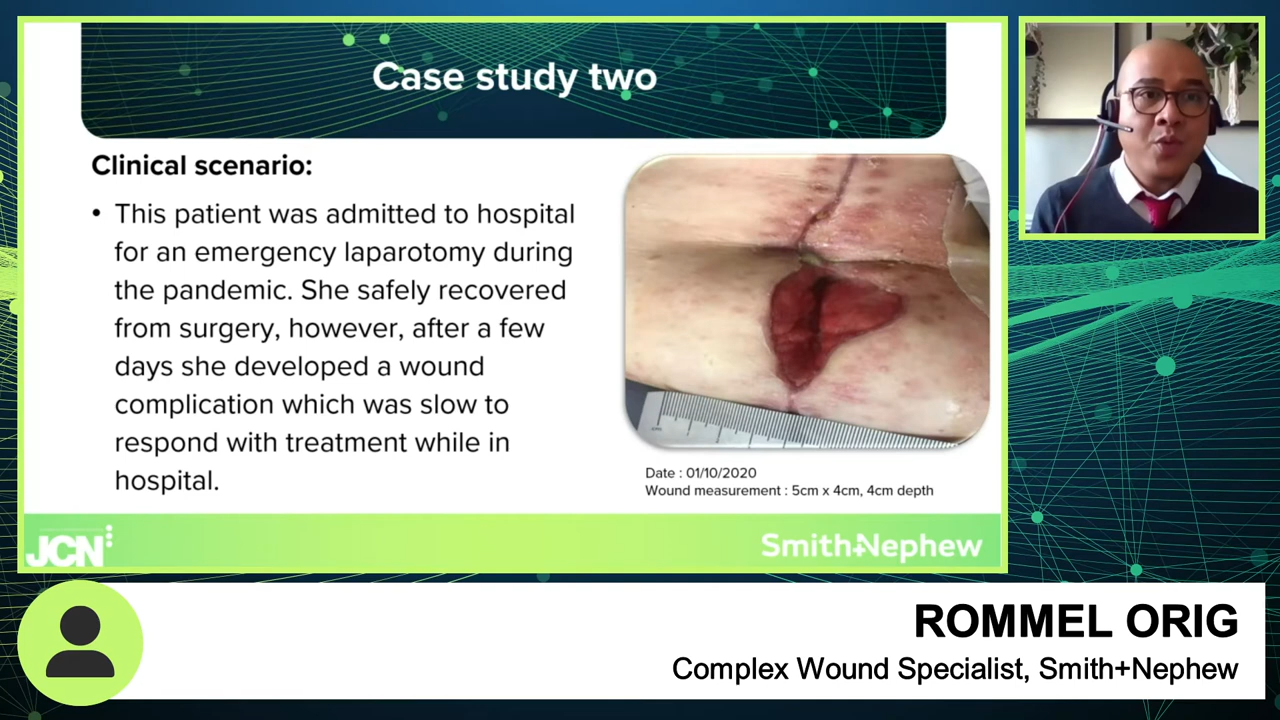 Case study two
Clinical scenario:
• This patient was admitted to hospital
for an emergency laparotomy during
the pandemic. She safely recovered
from surgery, however, after a few
days she developed a wound
complication which was slow to
respond with treatment while in
hospital.
Date : 01/10/2020
Wound measurement : 5cm x 4cm, 4cm depth
JCN
Smith+Nephew
ROMMEL ORIG
Complex Wound Specialist, Smith+Nephew